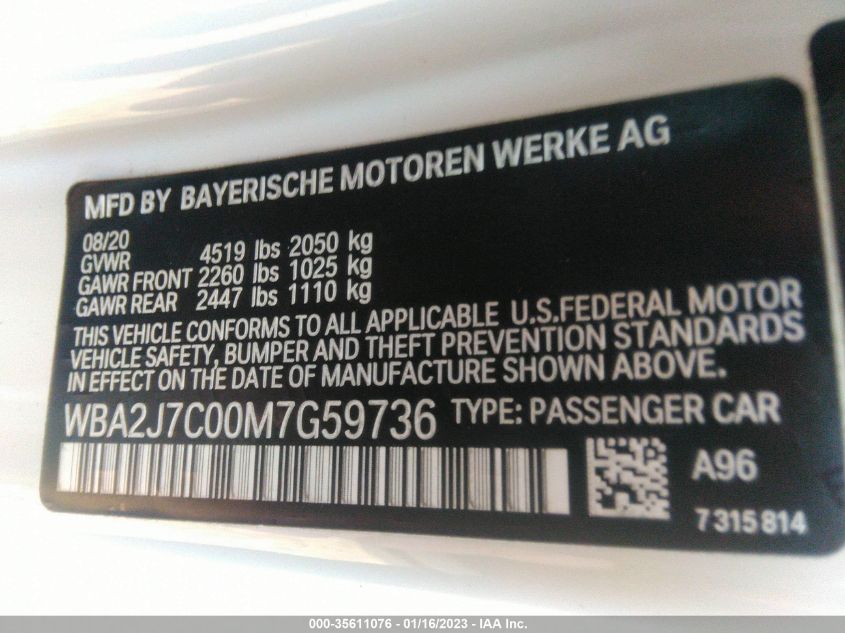 MFD BY BAYERISCHE MOTOREN WERKE AG
08/20
GVWR 4519 lbs 2050 kg
GAWR FRONT 2260 lbs 1025 kg
GAWR REAR 2447 lbs 1110 kg
THIS VEHICLE CONFORMS TO ALL APPLICABLE U.S.FEDERAL MOTOR
VEHICLE SAFETY, BUMPER AND THEFT PREVENTION STANDARDS
IN EFFECT ON THE DATE OF MANUFACTURE SHOWN ABOVE.
WBA2J7C00M7G59736 TYPE: PASSENGER CAR
A96
7315814
000-35611076 - 01/16/2023 - IAA Inc.